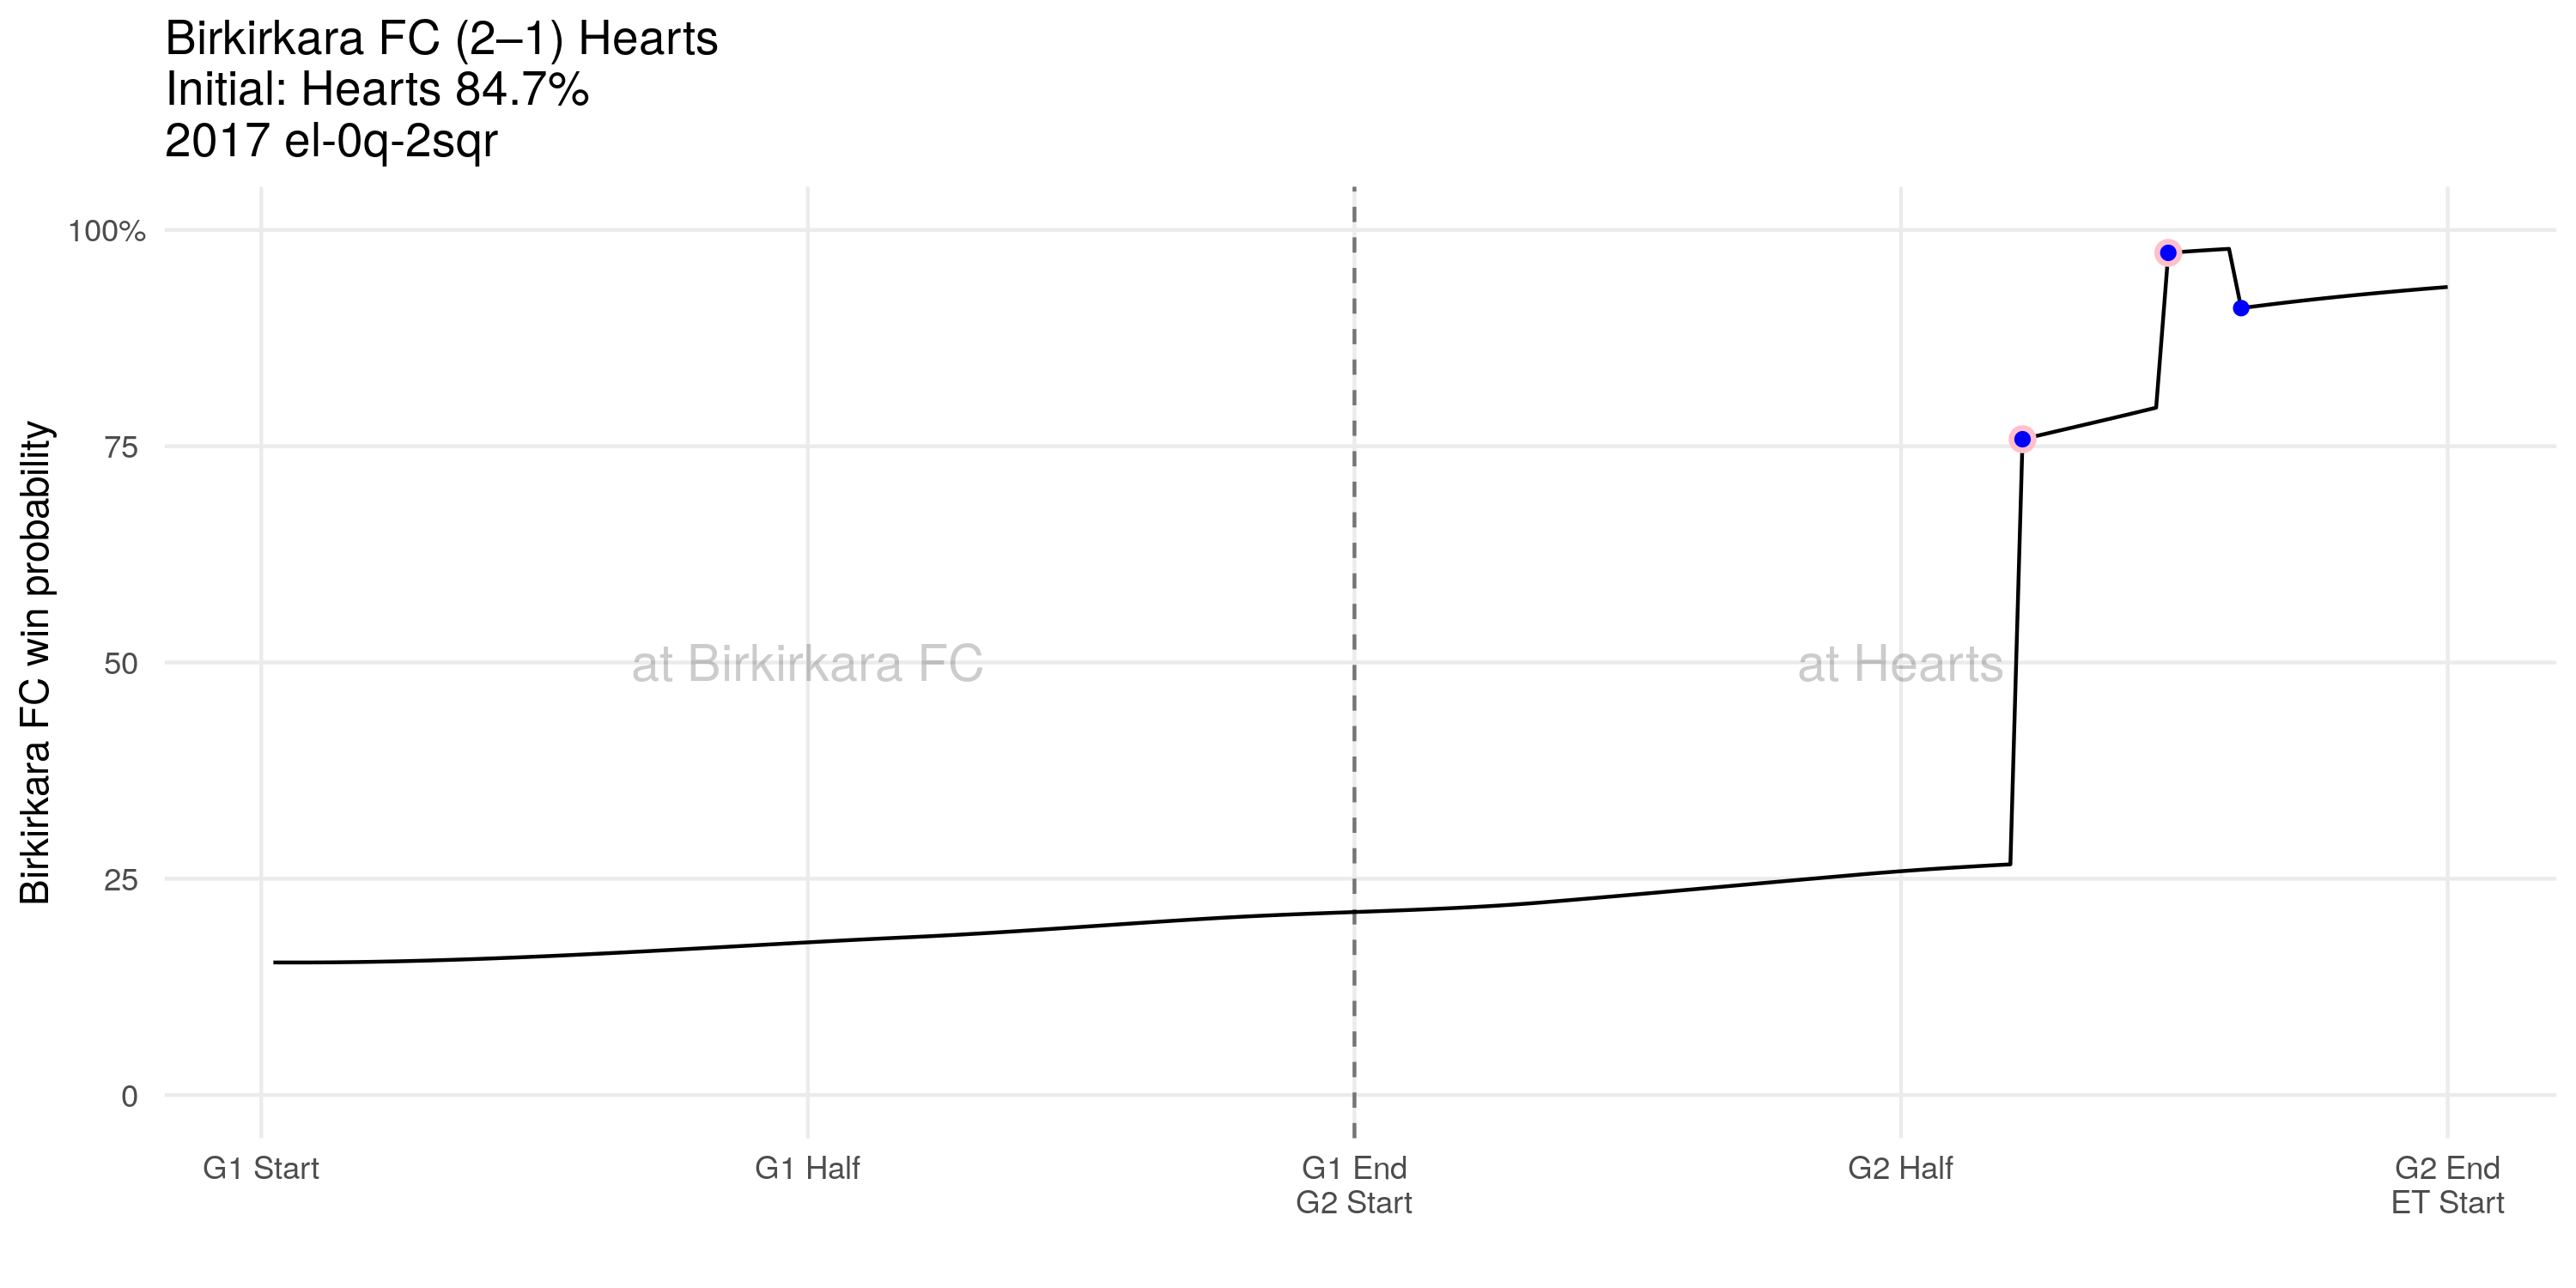 Birkirkara FC (2–1) Hearts
Initial: Hearts 84.7%
2017 el-0q-2sqr
Birkirkara FC win probability
100%
75
50
25
0
at Birkirkara FC
at Hearts
G1 Start
G1 Half
G1 End
G2 Start
G2 Half
G2 End
ET Start